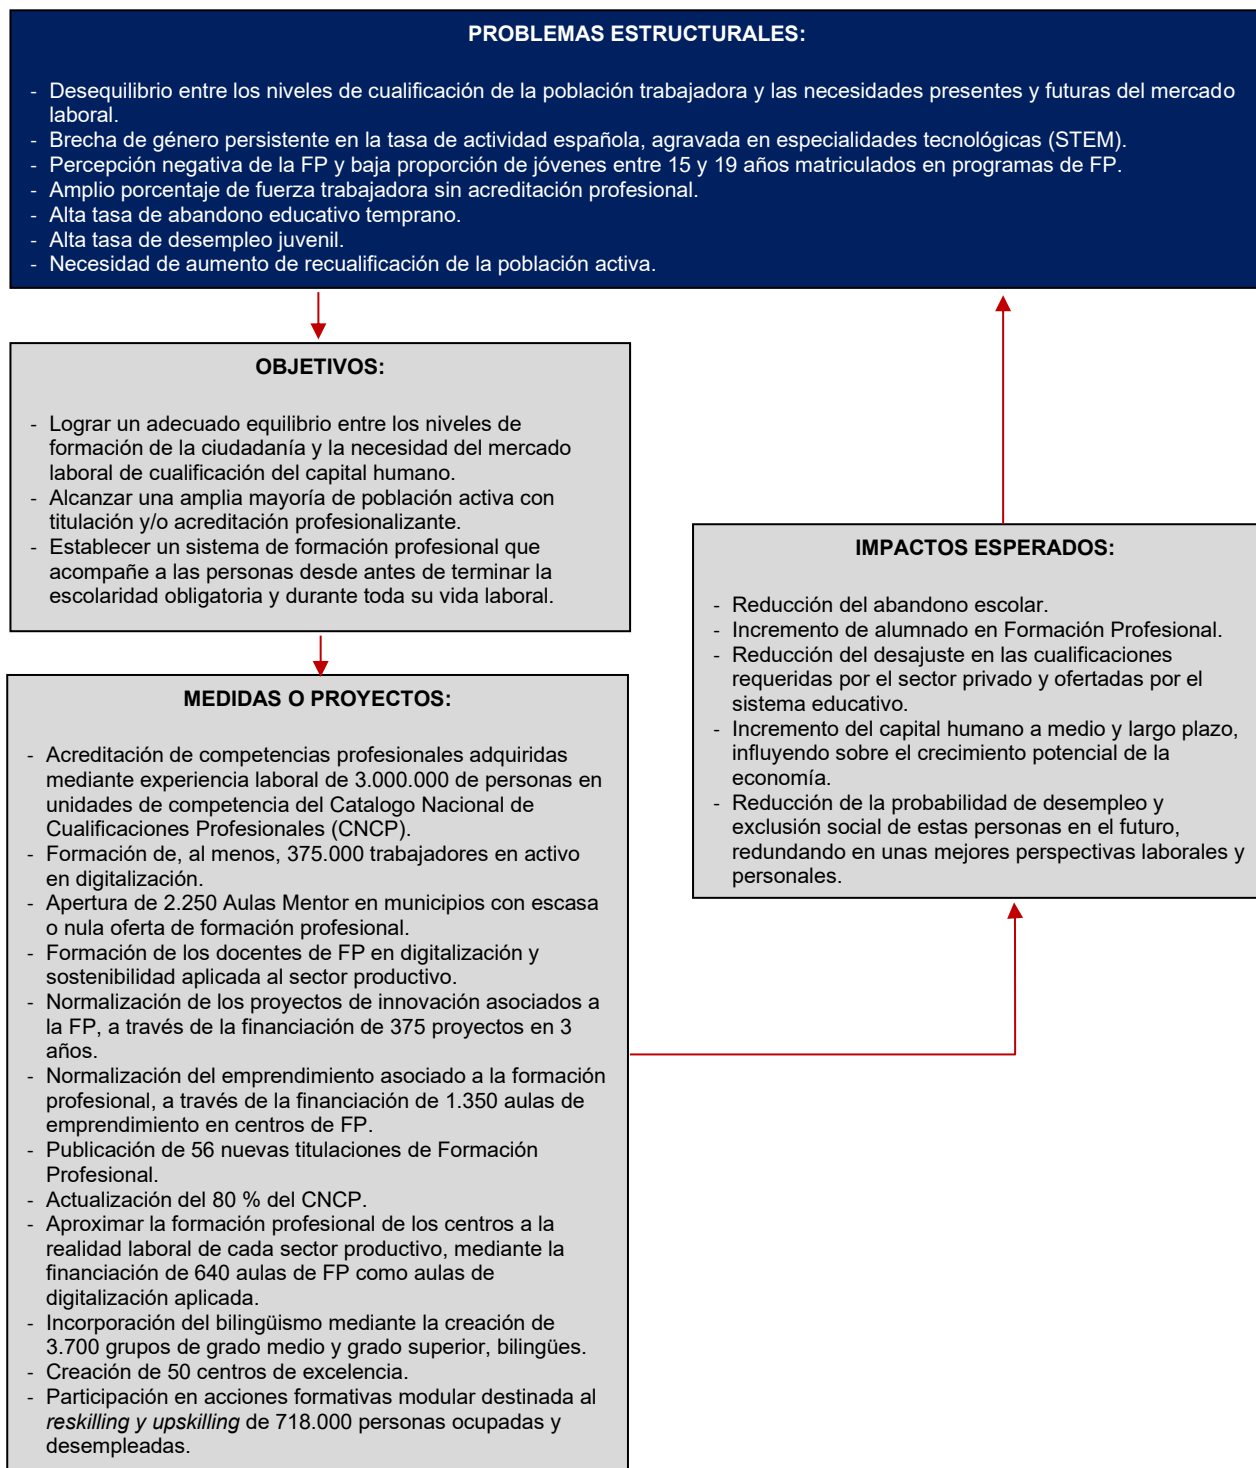 PROBLEMAS ESTRUCTURALES:
- Desequilibrio entre los niveles de cualificación de la población trabajadora y las necesidades presentes y futuras del mercado
laboral.
- Brecha de género persistente en la tasa de actividad española, agravada en especialidades tecnológicas (STEM).
- Percepción negativa de la FP y baja proporción de jóvenes entre 15 y 19 años matriculados en programas de FP.
- Amplio porcentaje de fuerza trabajadora sin acreditación profesional.
- Alta tasa de abandono educativo temprano.
- Alta tasa de desempleo juvenil.
- Necesidad de aumento de recualificación de la población activa.
OBJETIVOS:
- Lograr un adecuado equilibrio entre los niveles de
formación de la ciudadanía y la necesidad del mercado
laboral de cualificación del capital humano.
- Alcanzar una amplia mayoría de población activa con
titulación y/o acreditación profesionalizante.
- Establecer un sistema de formación profesional que
acompañe a las personas desde antes de terminar la
escolaridad obligatoria y durante toda su vida laboral.
MEDIDAS O PROYECTOS:
- Acreditación de competencias profesionales adquiridas
mediante experiencia laboral de 3.000.000 de personas en
unidades de competencia del Catalogo Nacional de
Cualificaciones Profesionales (CNCP).
- Formación de, al menos, 375.000 trabajadores en activo
en digitalización.
- Apertura de 2.250 Aulas Mentor en municipios con escasa
o nula oferta de formación profesional.
- Formación de los docentes de FP en digitalización y
sostenibilidad aplicada al sector productivo.
- Normalización de los proyectos de innovación asociados a
la FP, a través de la financiación de 375 proyectos en 3
años.
- Normalización del emprendimiento asociado a la formación
profesional, a través de la financiación de 1.350 aulas de
emprendimiento en centros de FP.
- Publicación de 56 nuevas titulaciones de Formación
Profesional.
- Actualización del 80 % del CNCP.
- Aproximar la formación profesional de los centros a la
realidad laboral de cada sector productivo, mediante la
financiación de 640 aulas de FP como aulas de
digitalización aplicada.
- Incorporación del bilingüismo mediante la creación de
3.700 grupos de grado medio y grado superior, bilingües.
- Creación de 50 centros de excelencia.
- Participación en acciones formativas modular destinada al
reskilling y upskilling de 718.000 personas ocupadas y
desempleadas.
IMPACTOS ESPERADOS:
- Reducción del abandono escolar.
- Incremento de alumnado en Formación Profesional.
- Reducción del desajuste en las cualificaciones
requeridas por el sector privado y ofertadas por el
sistema educativo.
- Incremento del capital humano a medio y largo plazo,
influyendo sobre el crecimiento potencial de la
economía.
- Reducción de la probabilidad de desempleo y
exclusión social de estas personas en el futuro,
redundando en unas mejores perspectivas laborales y
personales.